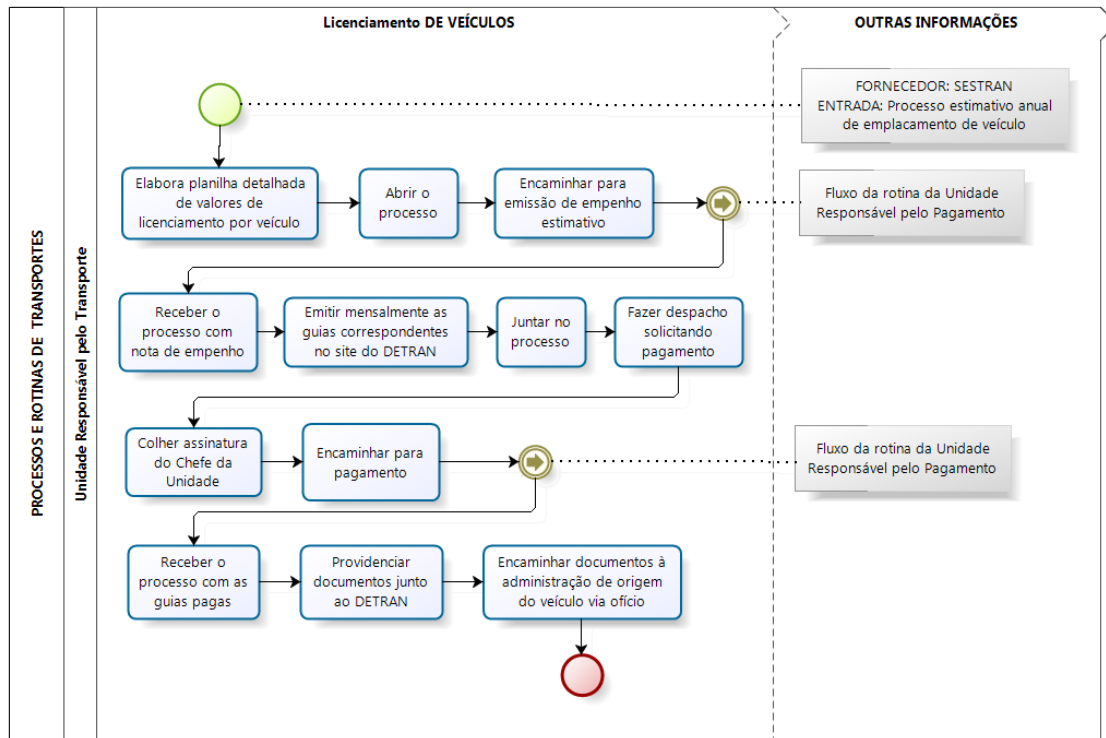 Licenciamento DE VEÍCULOS
OUTRAS INFORMAÇÕES
PROCESSOS E ROTINAS DE TRANSPORTES
Unidade Responsável pelo Transporte
FORNECEDOR: SESTRAN
ENTRADA: Processo estimativo anual
de emplacamento de veículo
Elabora planilha detalhada
de valores de
licenciamento por veículo
Abrir o
processo
Encaminhar para
emissão de empenho
estimativo
Fluxo da rotina da Unidade
Responsável pelo Pagamento
Receber o
processo com
nota de empenho
Emitir mensalmente as
guias correspondentes
no site do DETRAN
Juntar no
processo
Fazer despacho
solicitando
pagamento
Colher assinatura
do Chefe da
Unidade
Encaminhar para
pagamento
Fluxo da rotina da Unidade
Responsável pelo Pagamento
Receber o
processo com as
guias pagas
Providenciar
documentos junto
ao DETRAN
Encaminhar documentos à
administração de origem
do veículo via ofício